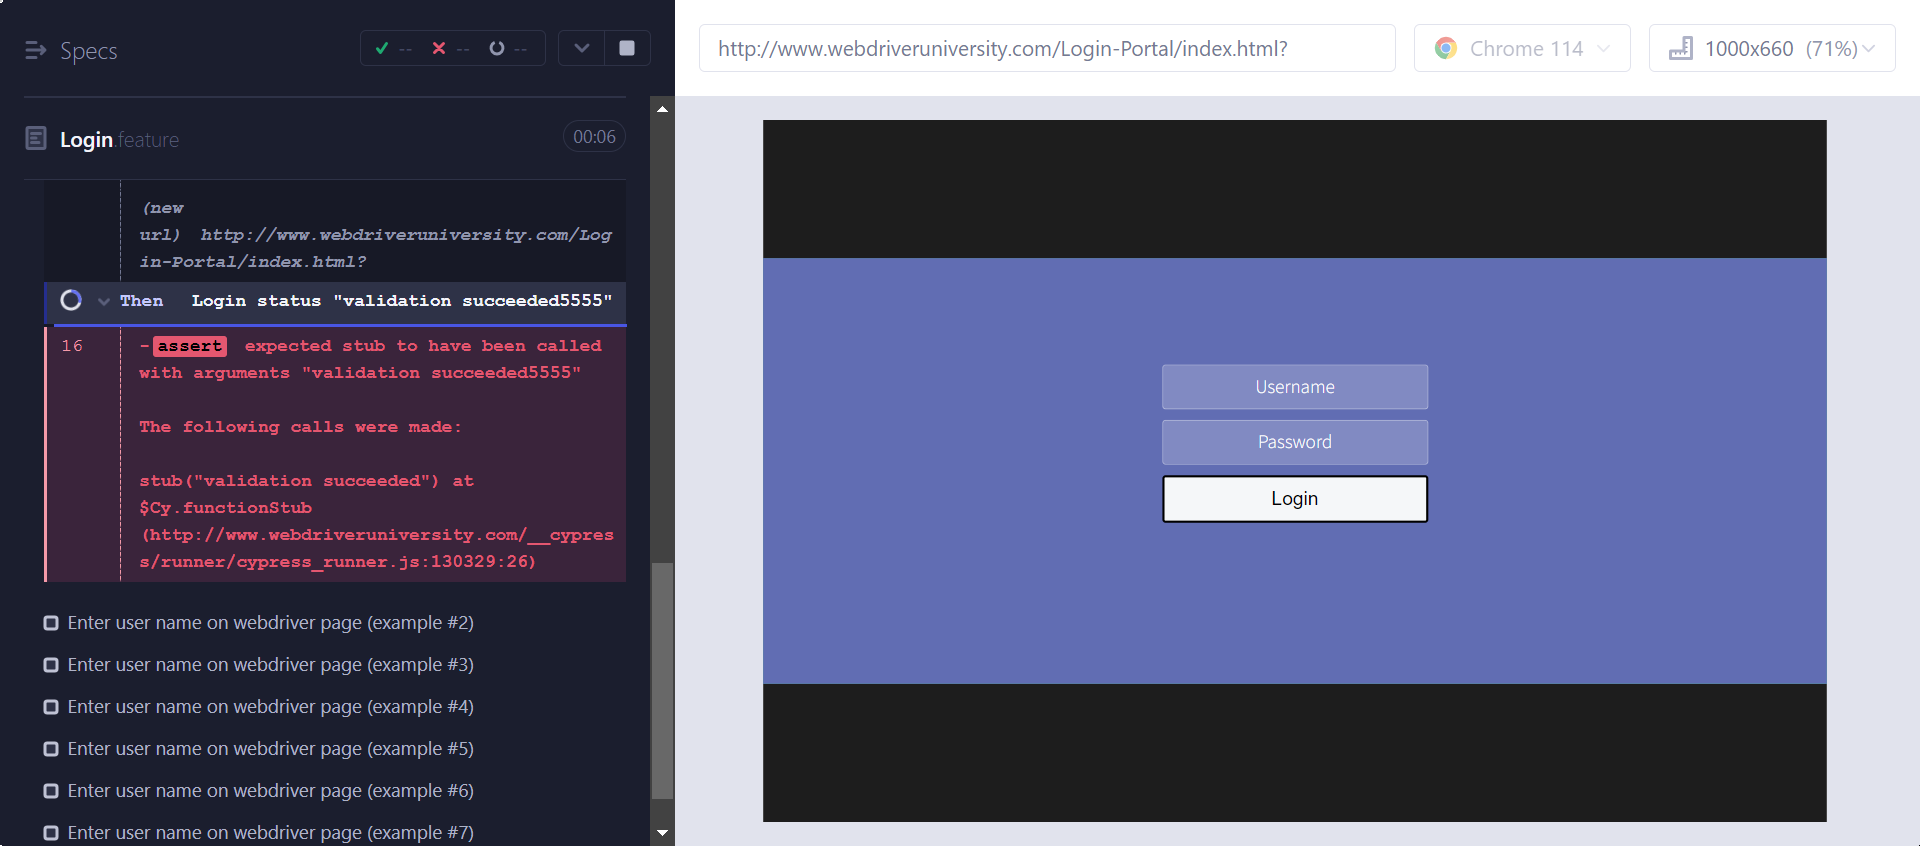 Specs
-- -- --
Login.feature
00:06
(new
url) http://www.webdriveruniversity.com/Log
in-Portal/index.html?
Then Login status "validation succeeded5555"
16
-assert expected stub to have been called
with arguments "validation succeeded5555"
The following calls were made:
stub("validation succeeded") at
$Cy.functionStub
(http://www.webdriveruniversity.com/__cypres
s/runner/cypress_runner.js:130329:26)
Enter user name on webdriver page (example #2)
Enter user name on webdriver page (example #3)
Enter user name on webdriver page (example #4)
Enter user name on webdriver page (example #5)
Enter user name on webdriver page (example #6)
Enter user name on webdriver page (example #7)
http://www.webdriveruniversity.com/Login-Portal/index.html?
Chrome 114
1000x660 (71%)
Username
Password
Login